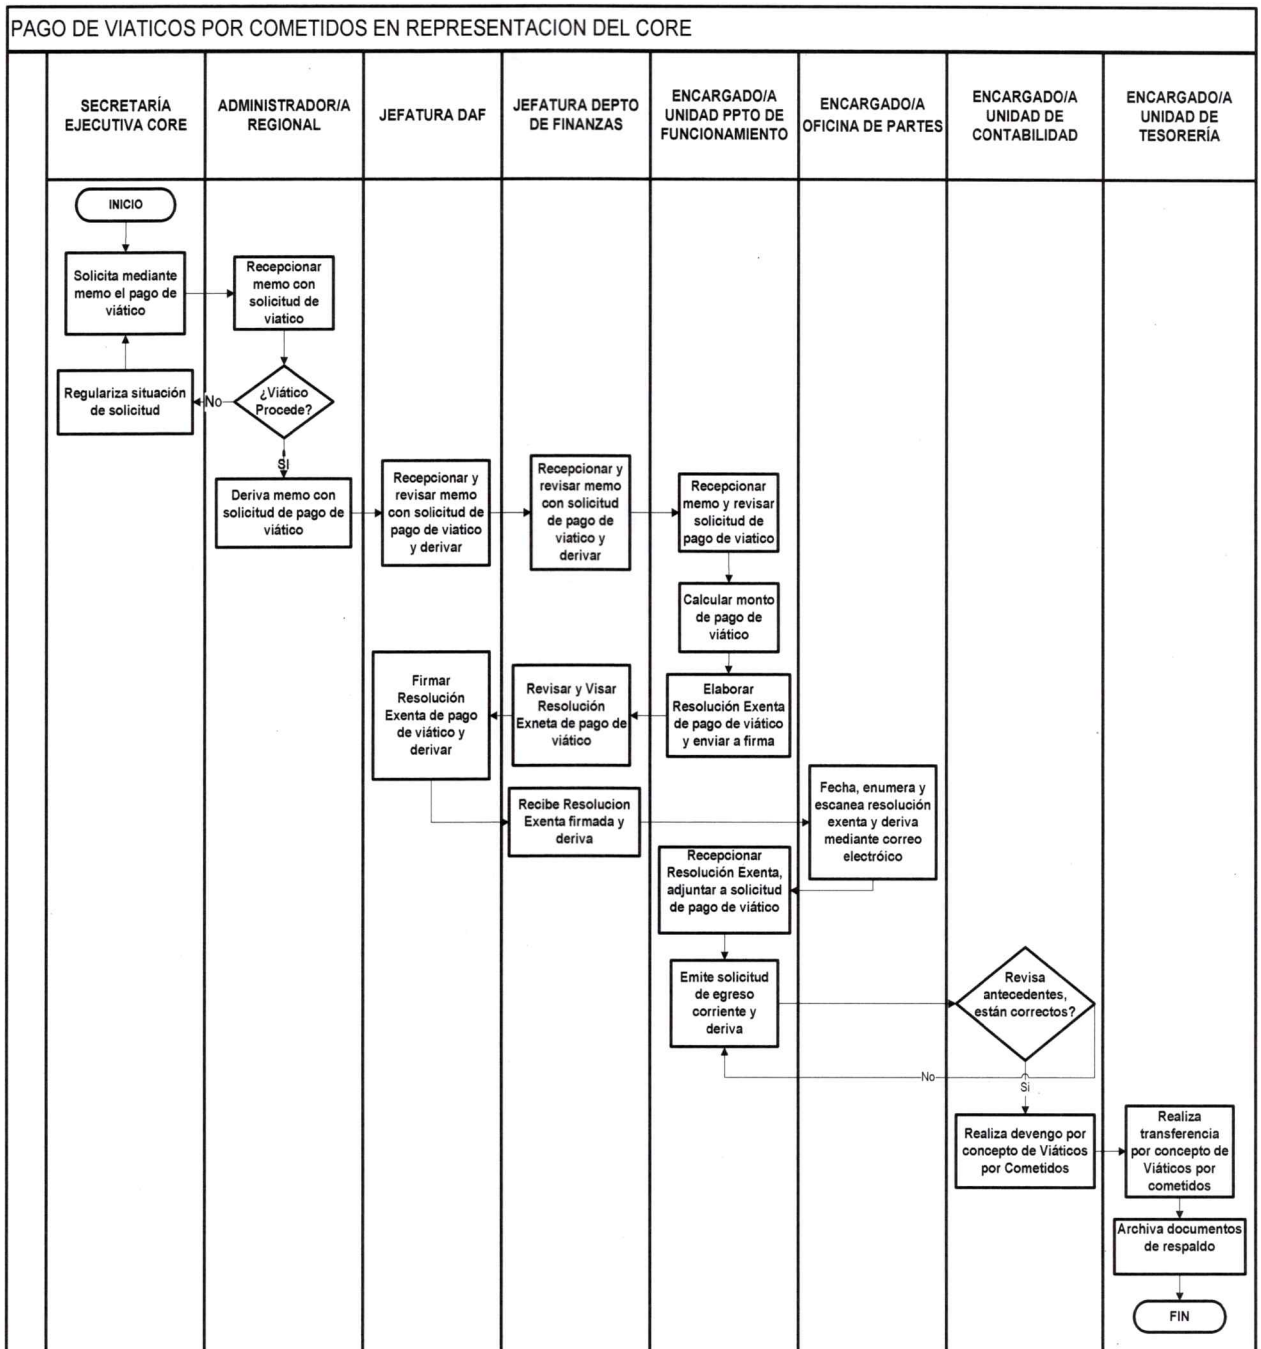 PAGO DE VIATICOS POR COMETIDOS EN REPRESENTACION DEL CORE
SECRETARÍA
EJECUTIVA CORE
ADMINISTRADOR/A
REGIONAL
JEFATURA DAF
JEFATURA DEPTO
DE FINANZAS
ENCARGADO/A
UNIDAD PPTO DE
FUNCIONAMIENTO
ENCARGADO/A
OFICINA DE PARTES
ENCARGADO/A
UNIDAD DE
CONTABILIDAD
ENCARGADO/A
UNIDAD DE
TESORERÍA
INICIO
Solicita mediante
memo el pago de
viático
Recepcionar
memo con
solicitud de
viatico
¿Viático
Procede?
No
Regulariza situación
de solicitud
SI
Deriva memo con
solicitud de pago de
viático
Recepcionar y
revisar memo
con solicitud de
pago de viatico
y derivar
Recepcionar y
revisar memo
con solicitud
de pago de
viatico y
derivar
Recepcionar
memo y revisar
solicitud de
pago de viatico
Calcular monto
de pago de
viático
Elaborar
Resolución Exenta
de pago de viático
y enviar a firma
Revisar y Visar
Resolución
Exneta de pago de
viático
Firmar
Resolución
Exenta de pago
de viático y
derivar
Recibe Resolucion
Exenta firmada y
deriva
Fecha, enumera y
escanea resolución
exenta y deriva
mediante correo
electróico
Recepcionar
Resolución Exenta,
adjuntar a solicitud
de pago de viático
Emite solicitud
de egreso
corriente y
deriva
Revisa
antecedentes,
están correctos?
No
Si
Realiza devengo por
concepto de Viáticos
por Cometidos
Realiza
transferencia
por concepto de
Viáticos por
cometidos
Archiva documentos
de respaldo
FIN